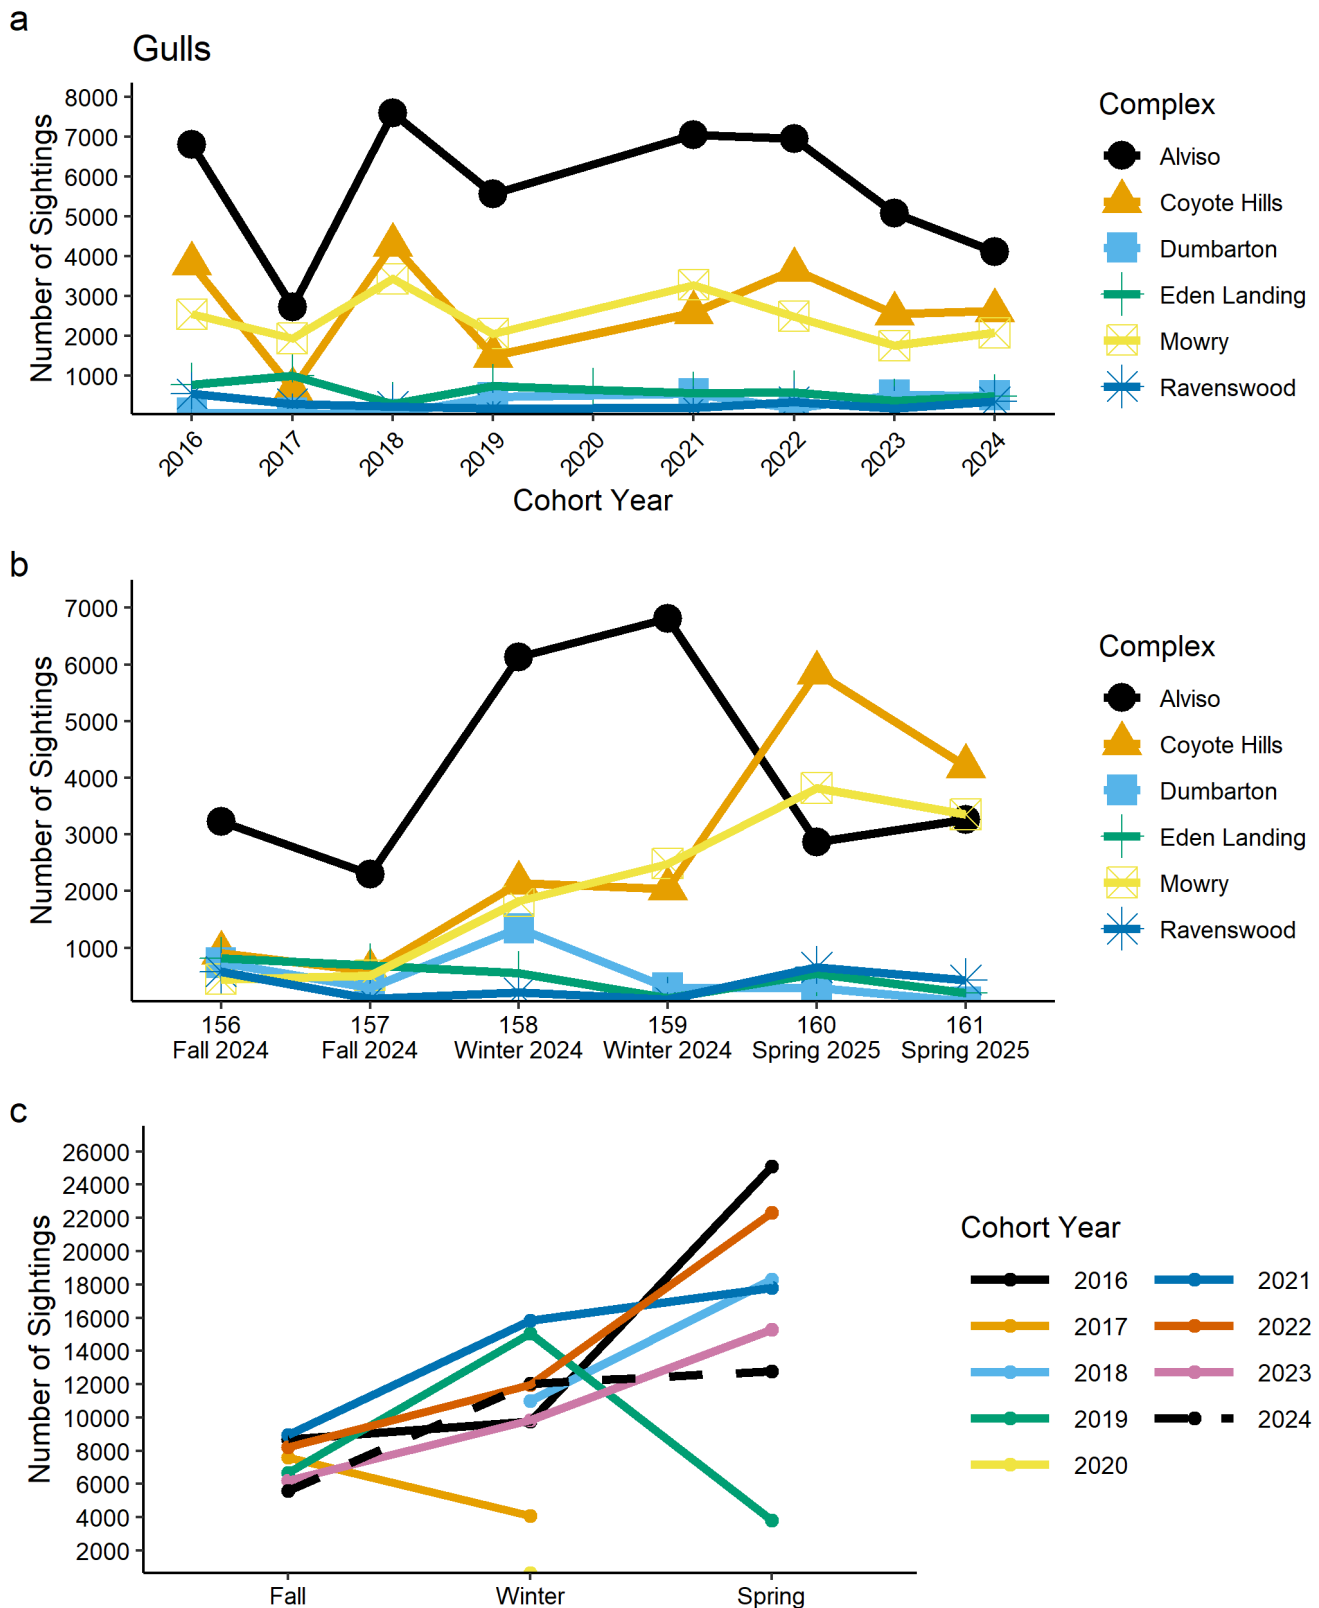 a
Gulls
Number of Sightings
8000
7000
6000
5000
4000
3000
2000
1000
2016
2017
2018
2019
2020
2021
2022
2023
2024
Cohort Year
Complex
Alviso
Coyote Hills
Dumbarton
Eden Landing
Mowry
Ravenswood
b
Number of Sightings
7000
6000
5000
4000
3000
2000
1000
156
Fall 2024
157
Fall 2024
158
Winter 2024
159
Winter 2024
160
Spring 2025
161
Spring 2025
Complex
Alviso
Coyote Hills
Dumbarton
Eden Landing
Mowry
Ravenswood
c
Number of Sightings
26000
24000
22000
20000
18000
16000
14000
12000
10000
8000
6000
4000
2000
Fall
Winter
Spring
Cohort Year
2016
2017
2018
2019
2020
2021
2022
2023
2024